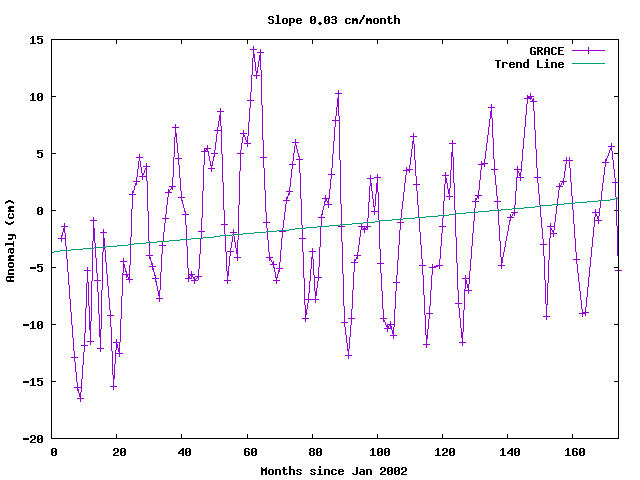 Slope 0.03 cm/month
GRACE
Trend Line
15
10
5
0
-5
-10
-15
-20
Anomaly (cm)
0 20 40 60 80 100 120 140 160
Months since Jan 2002